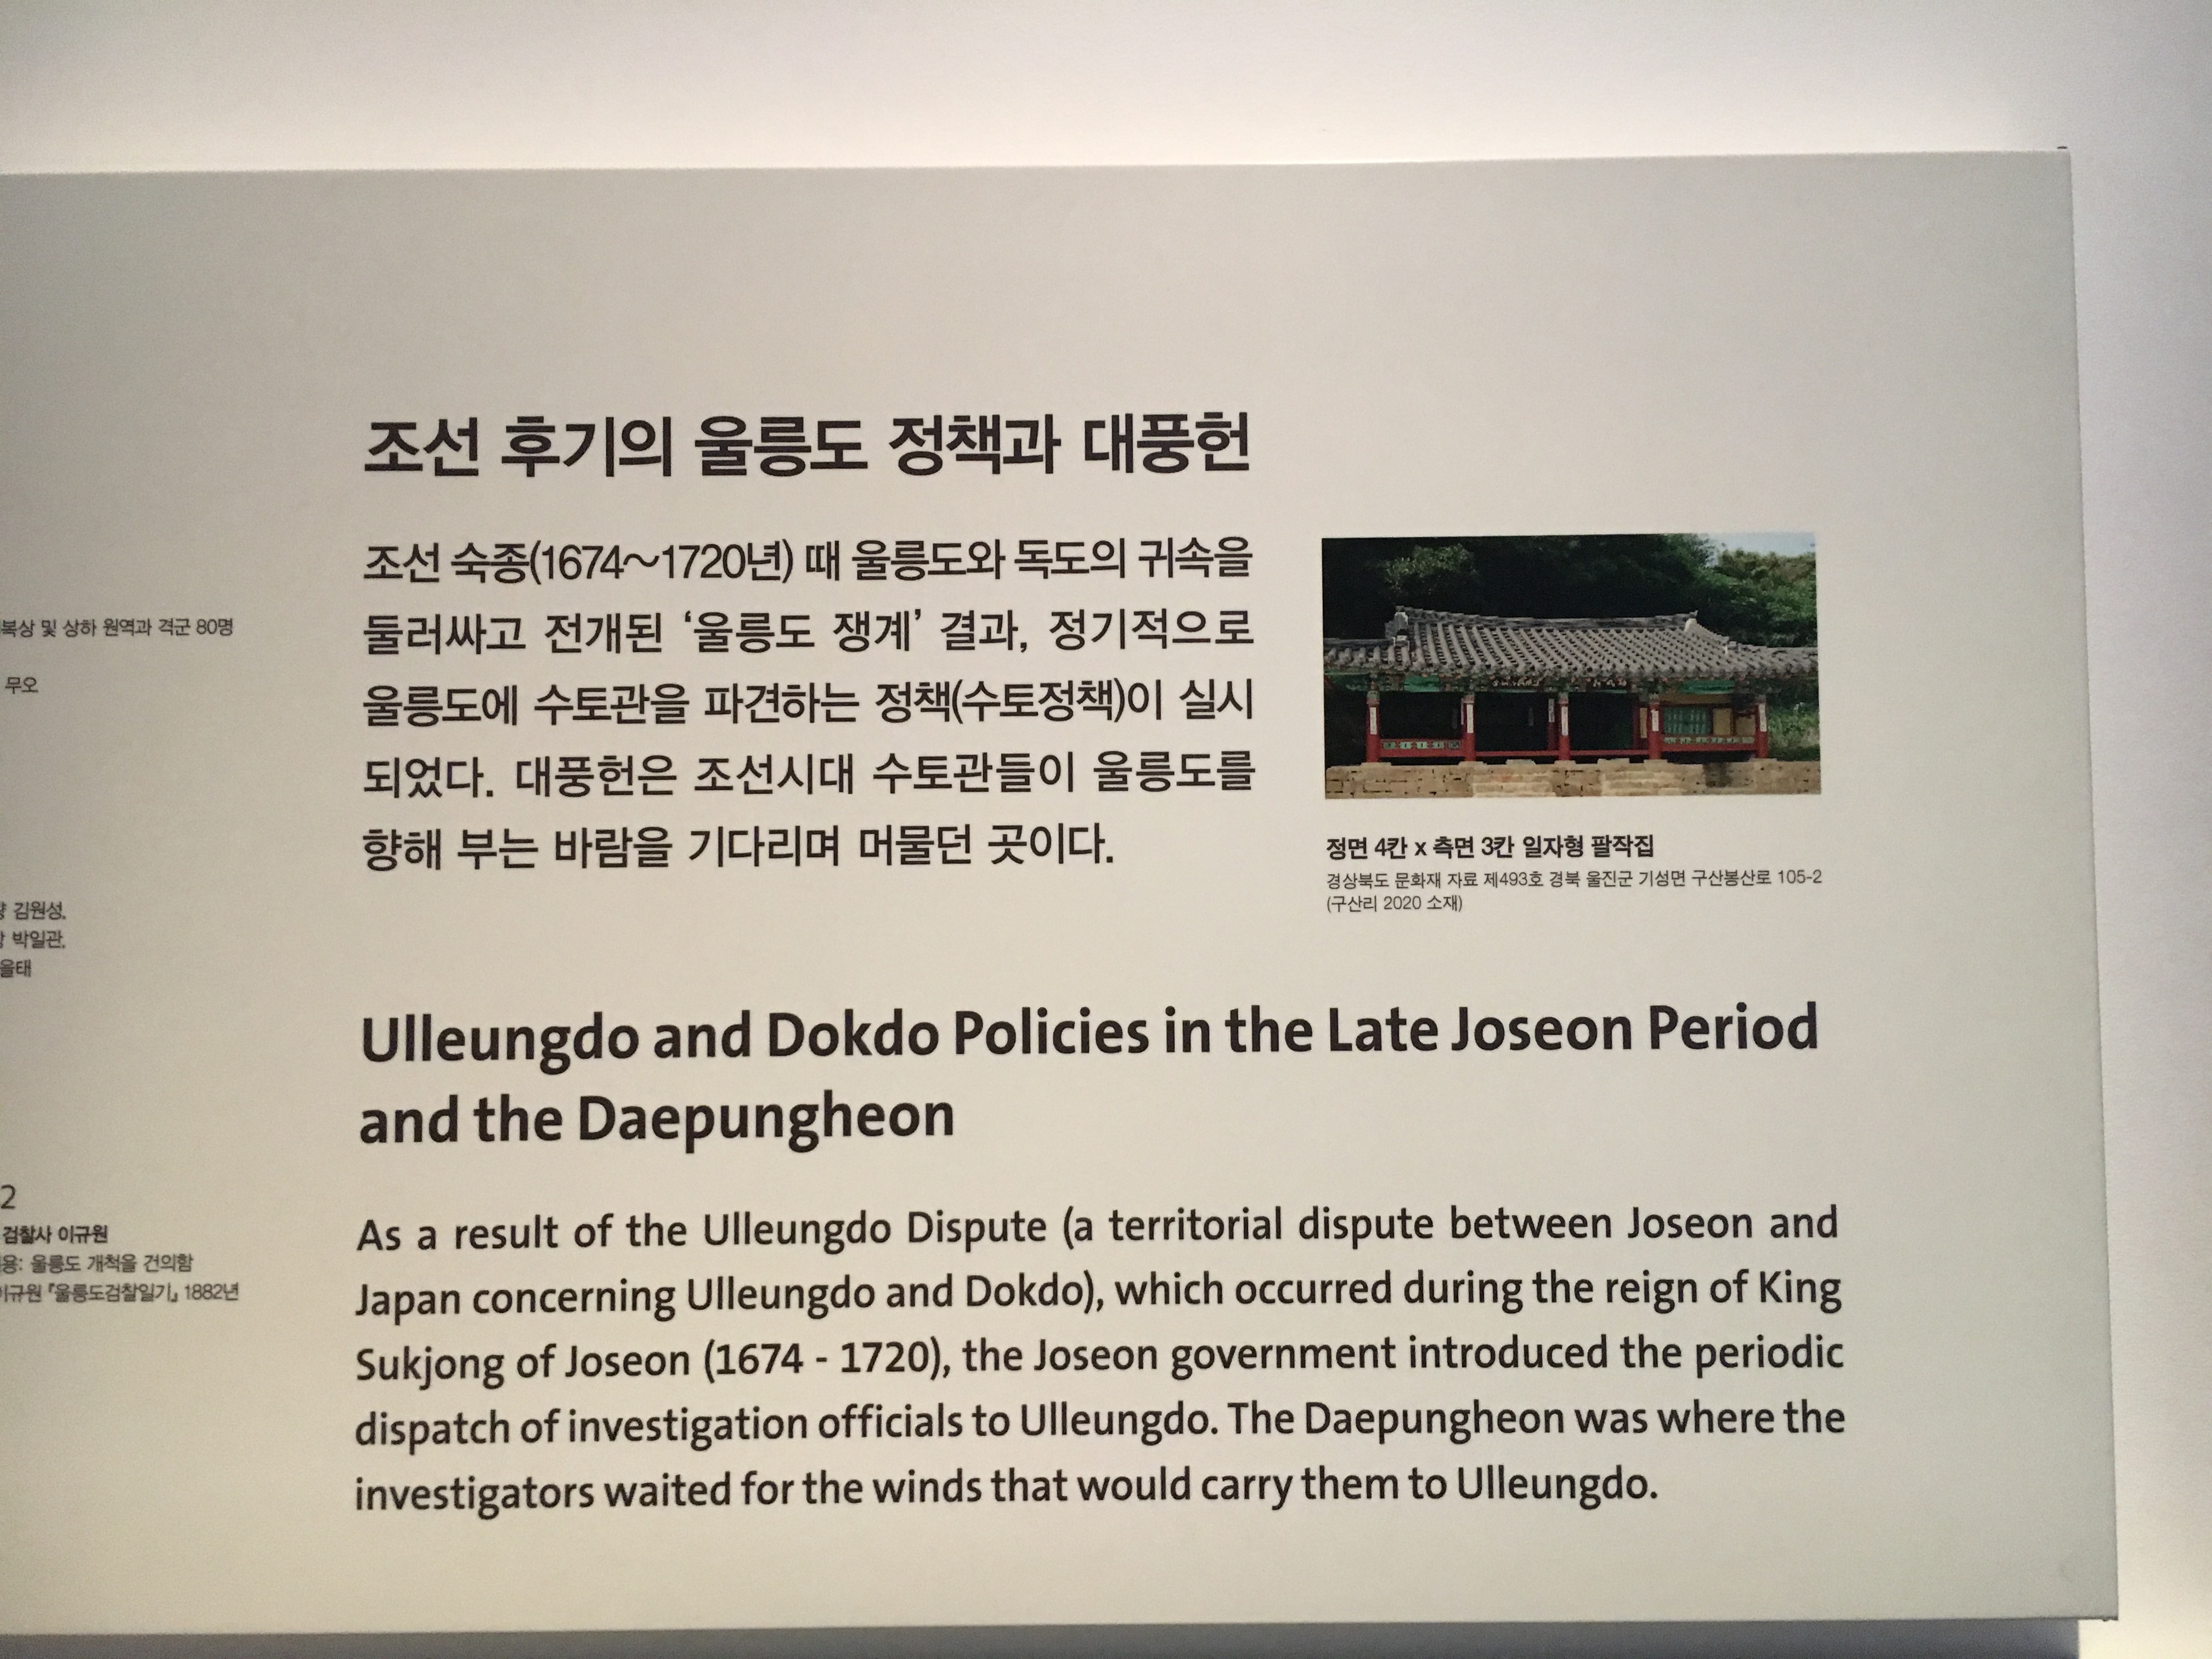 복상 및 상하 원역과 격군 80명
무오
김원성,
박일관,
을태
2
검찰사 이규원
용: 울릉도 개척을 건의함
이규원 『울릉도검찰일기』 1882년
조선 후기의 울릉도 정책과 대풍헌
조선 숙종(1674～1720년) 때 울릉도와 독도의 귀속을
둘러싸고 전개된 ‘울릉도 쟁계’ 결과, 정기적으로
울릉도에 수토관을 파견하는 정책(수토정책)이 실시
되었다. 대풍헌은 조선시대 수토관들이 울릉도를
향해 부는 바람을 기다리며 머물던 곳이다.
정면 4칸 x 측면 3칸 일자형 팔작집
경상북도 문화재 자료 제493호 경북 울진군 기성면 구산봉산로 105-2
(구산리 2020 소재)
Ulleungdo and Dokdo Policies in the Late Joseon Period
and the Daepungheon
As a result of the Ulleungdo Dispute (a territorial dispute between Joseon and
Japan concerning Ulleungdo and Dokdo), which occurred during the reign of King
Sukjong of Joseon (1674 - 1720), the Joseon government introduced the periodic
dispatch of investigation officials to Ulleungdo. The Daepungheon was where the
investigators waited for the winds that would carry them to Ulleungdo.